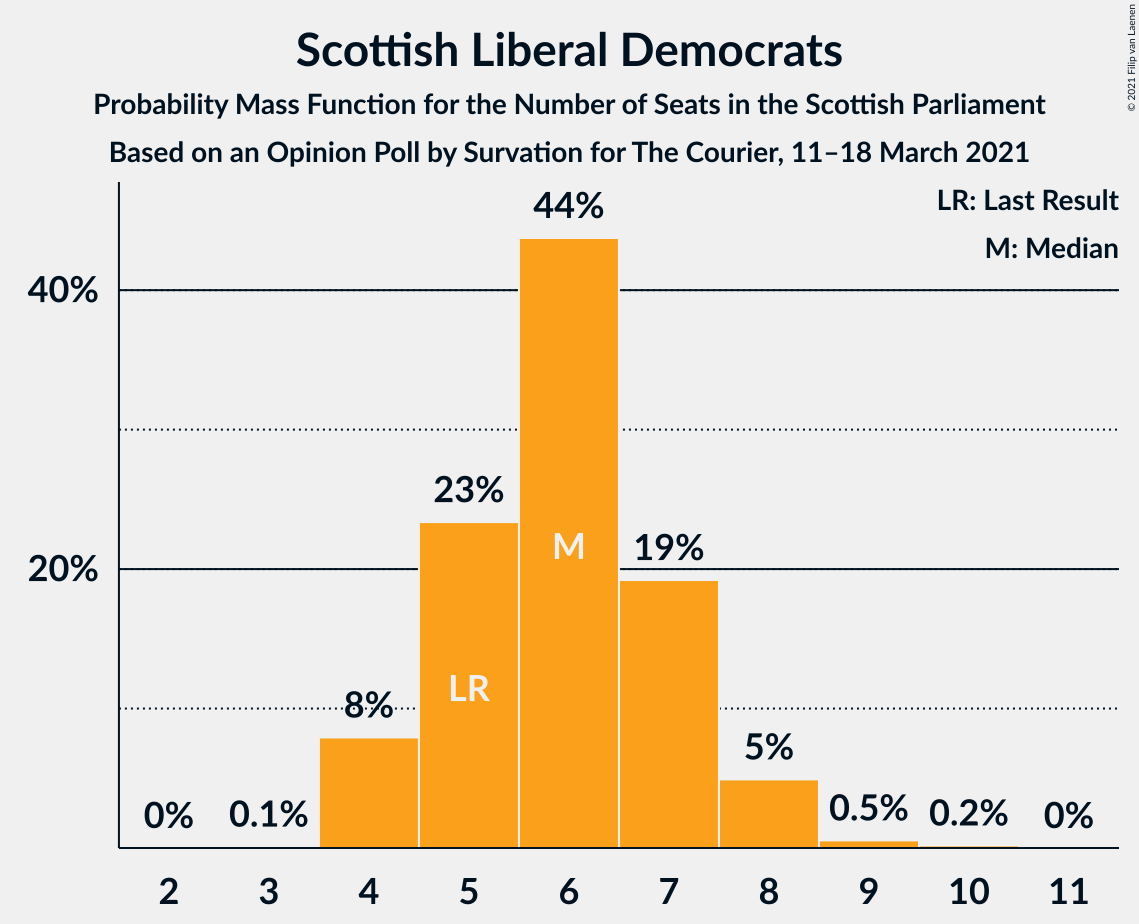 Scottish Liberal Democrats
Probability Mass Function for the Number of Seats in the Scottish Parliament
Based on an Opinion Poll by Survation for The Courier, 11–18 March 2021
© 2021 Filip van Laenen
LR: Last Result
M: Median
44%
40%
23%
M
19%
20%
LR
8%
5%
0%
0.1%
0.5%
0.2%
0%
2 3 4 5 6 7 8 9 10 11